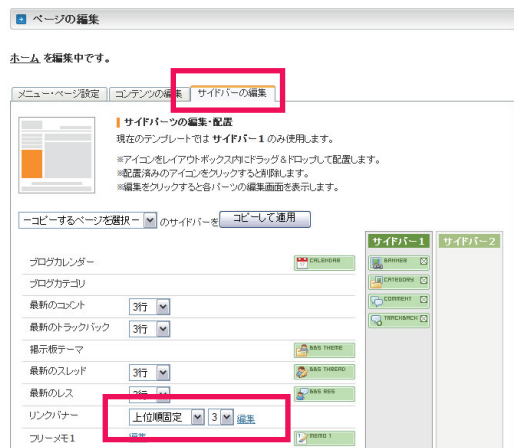 ページの編集
ホーム を編集中です。
メニュー・ページ設定 コンテンツの編集 サイドバーの編集
サイドパーツの編集・配置
現在のテンプレートでは サイドバー1 のみ使用します。
※アイコンをレイアウトボックス内にドラッグ&ドロップして配置します。
※配置済みのアイコンをクリックすると削除します。
※編集をクリックすると各パーツの編集画面を表示します。
ーコピーするページを選択ー のサイドバーを コピーして適用
サイドバー1 サイドバー2
ブログカレンダー CALENDAR BANNER
ブログカテゴリ CATEGORY
最新のコメント 3行 COMMENT
最新のトラックバック 3行 TRACKBACK
掲示板テーマ BBS THEME
最新のスレッド 3行 BBS THREAD
最新のレス 3行 BBS RES
リンクバナー 上位順固定 3 編集
フリーメモ1 編集 MEMO 1